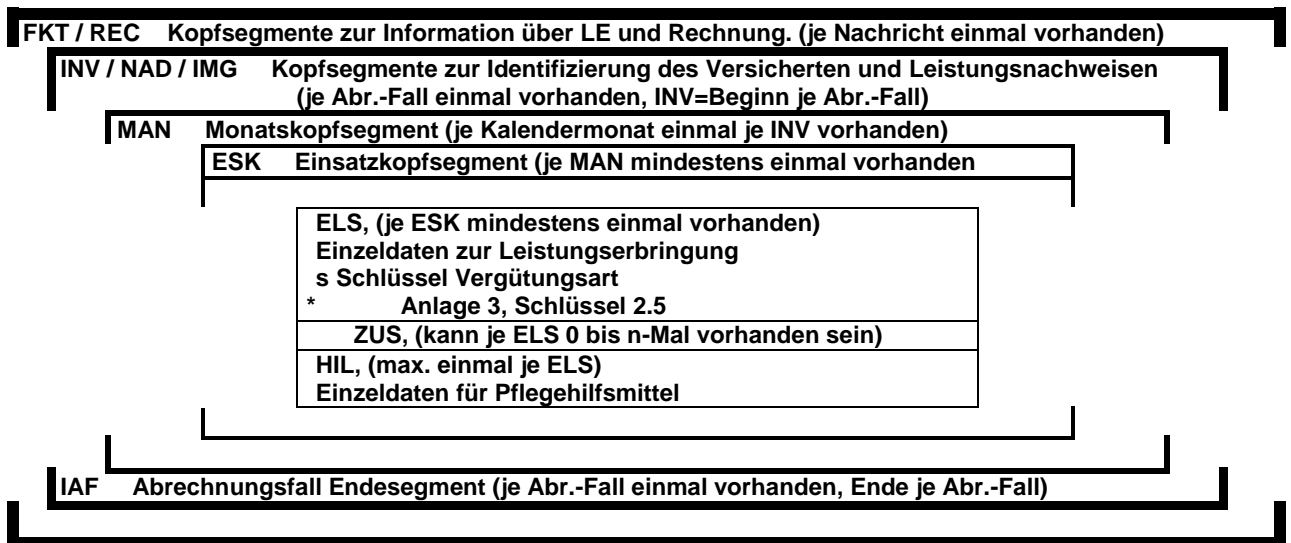 FKT / REC Kopfsegmente zur Information über LE und Rechnung. (je Nachricht einmal vorhanden)
INV / NAD / IMG Kopfsegmente zur Identifizierung des Versicherten und Leistungsnachweisen
(je Abr.-Fall einmal vorhanden, INV=Beginn je Abr.-Fall)
MAN Monatskopfsegment (je Kalendermonat einmal je INV vorhanden)
ESK Einsatzkopfsegment (je MAN mindestens einmal vorhanden
ELS, (je ESK mindestens einmal vorhanden)
Einzeldaten zur Leistungserbringung
s Schlüssel Vergütungsart
* Anlage 3, Schlüssel 2.5
ZUS, (kann je ELS 0 bis n-Mal vorhanden sein)
HIL, (max. einmal je ELS)
Einzeldaten für Pflegehilfsmittel
IAF Abrechnungsfall Endesegment (je Abr.-Fall einmal vorhanden, Ende je Abr.-Fall)